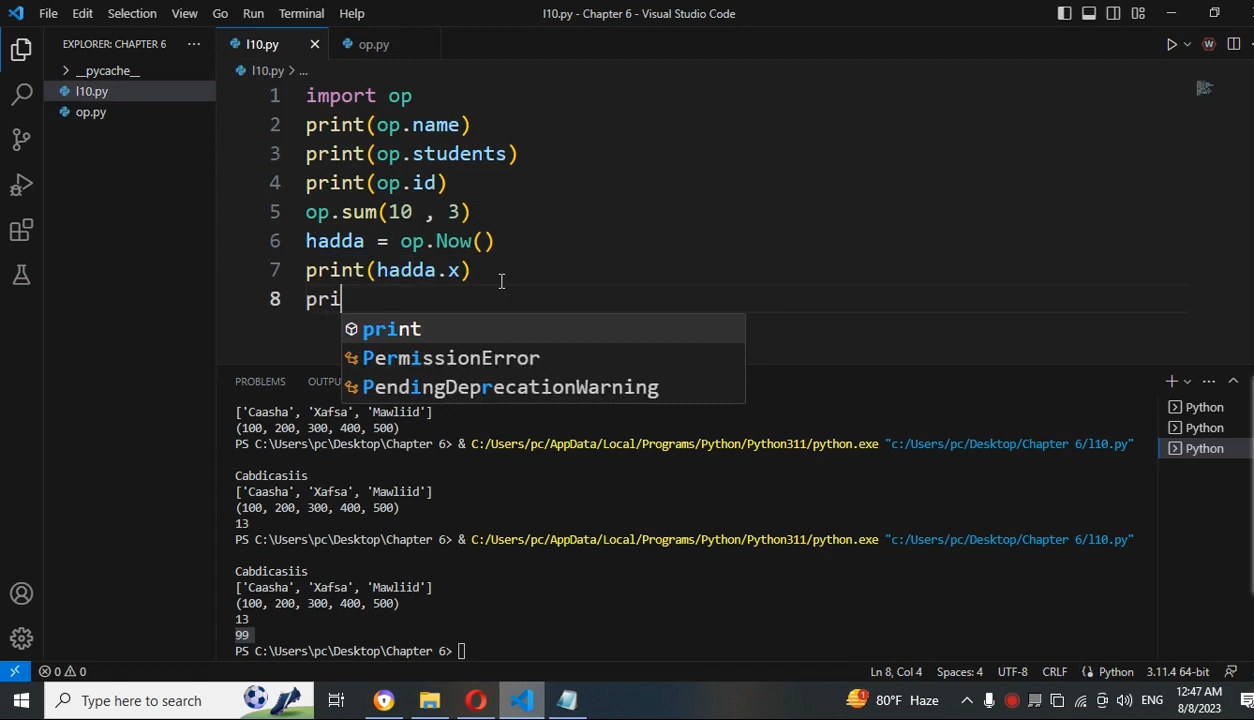 File Edit Selection View Go Run Terminal Help
l10.py - Chapter 6 - Visual Studio Code
EXPLORER: CHAPTER 6
l10.py
op.py
__pycache__
l10.py
op.py
l10.py > ...
1 import op
2 print(op.name)
3 print(op.students)
4 print(op.id)
5 op.sum(10 , 3)
6 hadda = op.Now()
7 print(hadda.x)
8 pri
print
PermissionError
PendingDeprecationWarning
PROBLEMS OUTPU
['Caasha', 'Xafsa', 'Mawliid']
(100, 200, 300, 400, 500)
PS C:\Users\pc\Desktop\Chapter 6> & C:/Users/pc/AppData/Local/Programs/Python/Python311/python.exe "c:/Users/pc/Desktop/Chapter 6/l10.py"
Cabdicasiis
['Caasha', 'Xafsa', 'Mawliid']
(100, 200, 300, 400, 500)
13
PS C:\Users\pc\Desktop\Chapter 6> & C:/Users/pc/AppData/Local/Programs/Python/Python311/python.exe "c:/Users/pc/Desktop/Chapter 6/l10.py"
Cabdicasiis
['Caasha', 'Xafsa', 'Mawliid']
(100, 200, 300, 400, 500)
13
99
PS C:\Users\pc\Desktop\Chapter 6>
Python
Python
Python
0 0
Ln 8, Col 4 Spaces: 4 UTF-8 CRLF Python 3.11.4 64-bit
Type here to search
1
80°F Haze
ENG
12:47 AM
8/8/2023